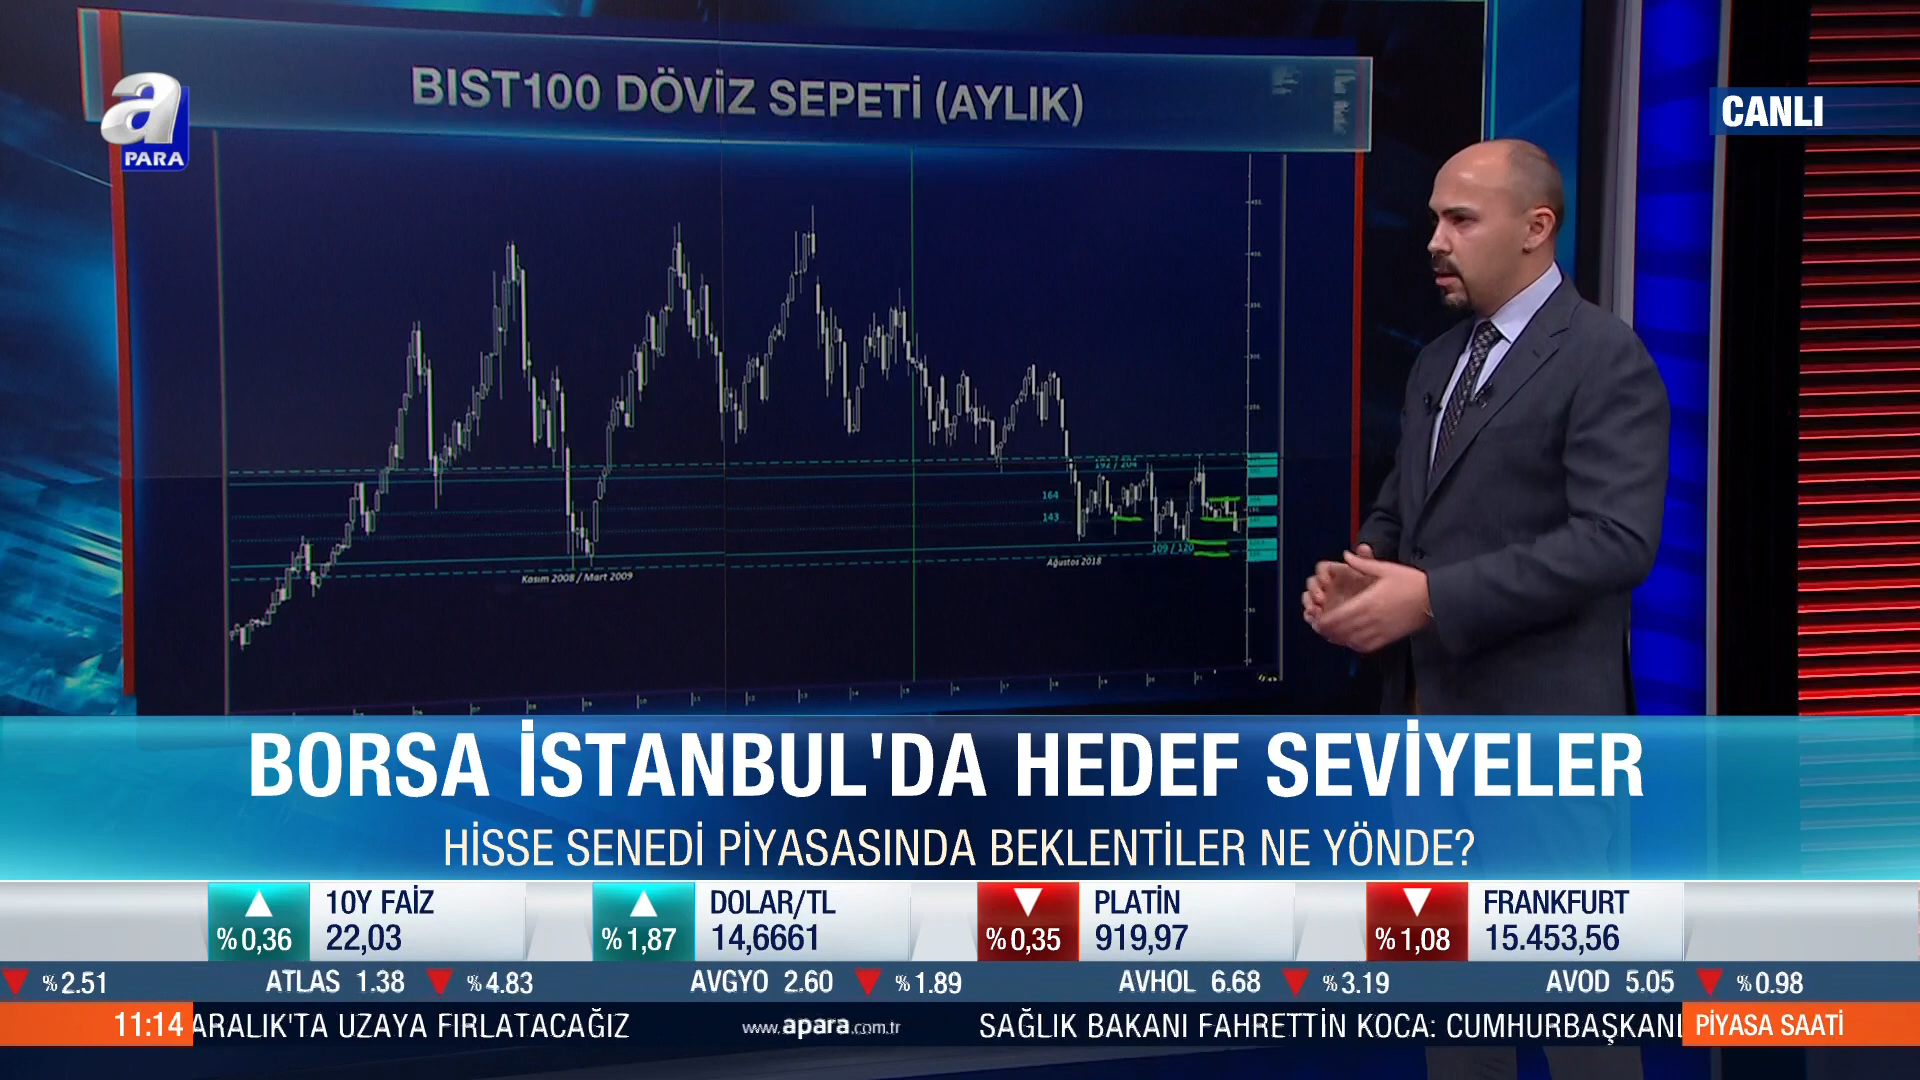 BIST100 DÖVİZ SEPETİ (AYLIK)
a
PARA
CANLI
192 / 204
164
143
109 / 120
Ağustos 2018
Kasım 2008 / Mart 2009
BORSA İSTANBUL'DA HEDEF SEVİYELER
HİSSE SENEDİ PİYASASINDA BEKLENTİLER NE YÖNDE?
%0,36 10Y FAİZ 22,03
%1,87 DOLAR/TL 14,6661
%0,35 PLATİN 919,97
%1,08 FRANKFURT 15.453,56
%2.51 ATLAS 1.38 %4.83 AVGYO 2.60 %1.89 AVHOL 6.68 %3.19 AVOD 5.05 %0.98
11:14 ARALIK'TA UZAYA FIRLATACAĞIZ www.apara.com.tr SAĞLIK BAKANI FAHRETTİN KOCA: CUMHURBAŞKANI PİYASA SAATİ